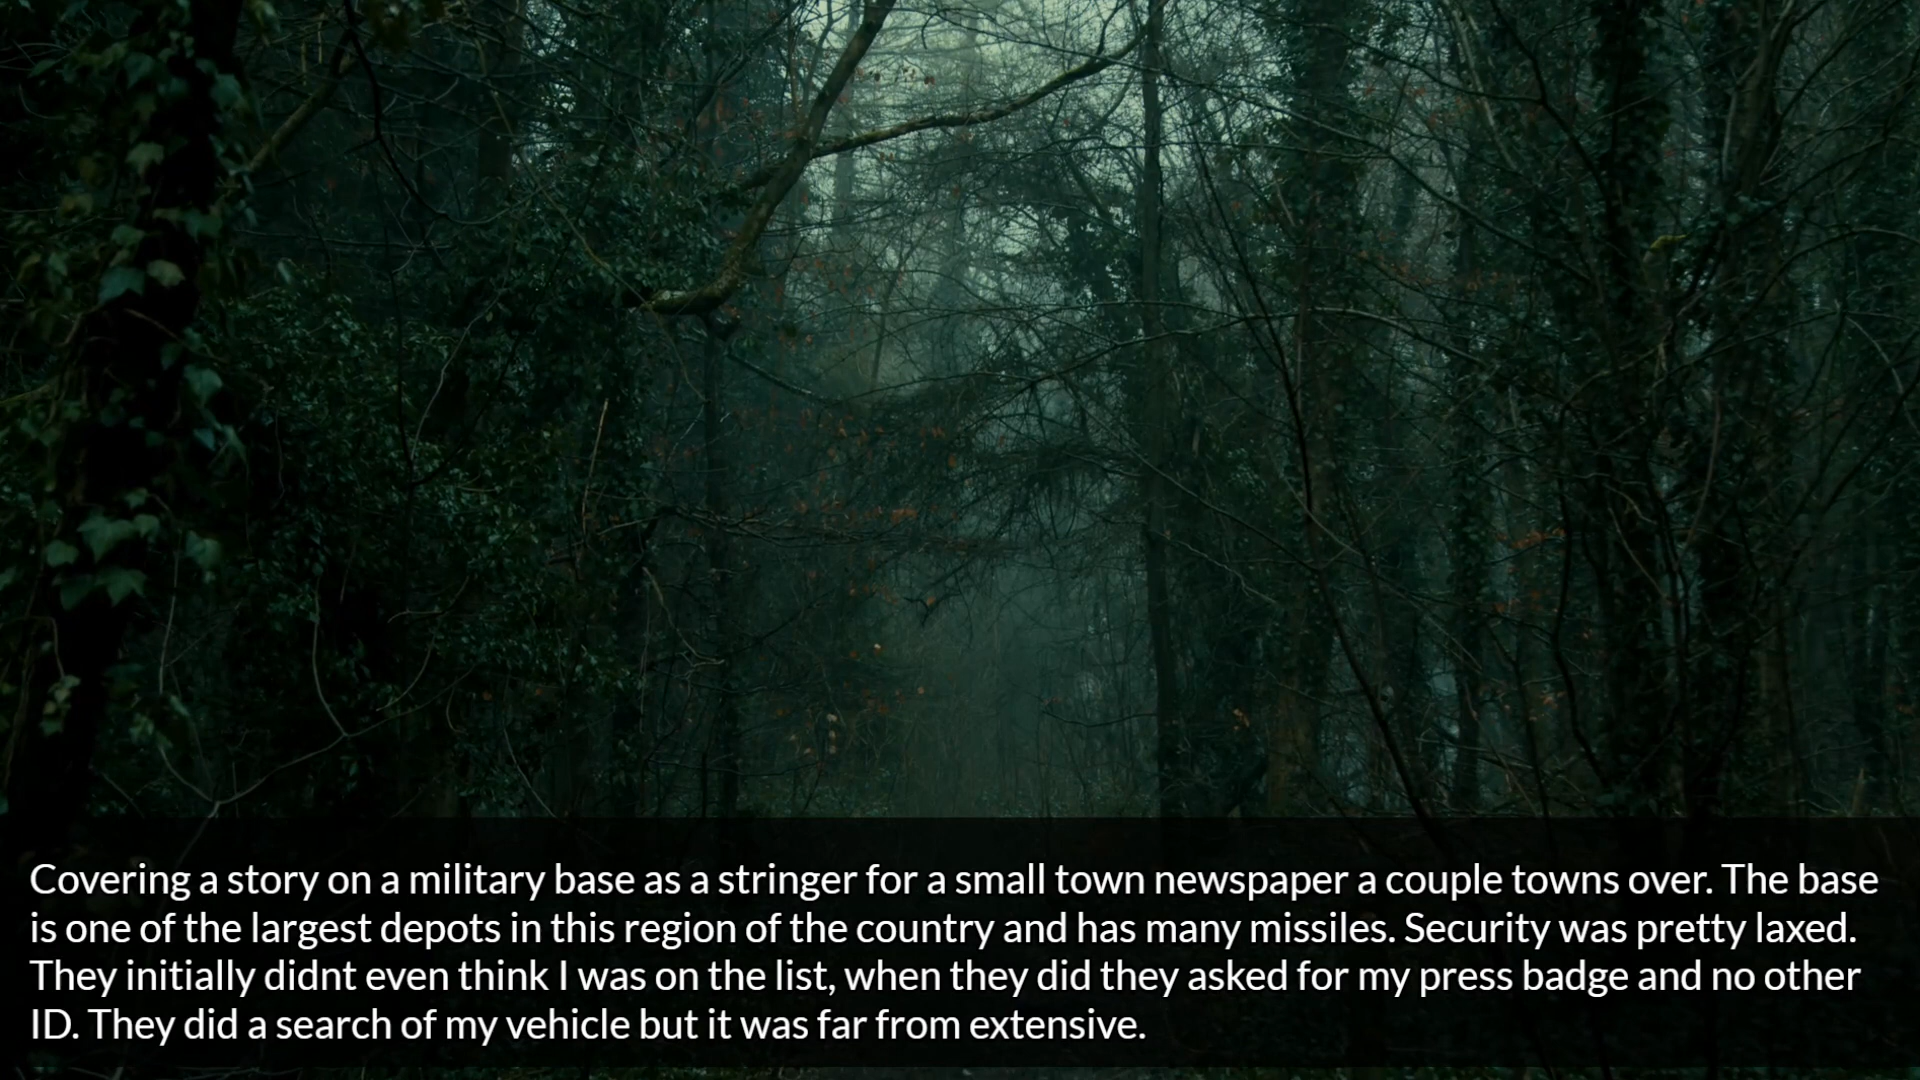 Covering a story on a military base as a stringer for a small town newspaper a couple towns over. The base
is one of the largest depots in this region of the country and has many missiles. Security was pretty laxed.
They initially didnt even think I was on the list, when they did they asked for my press badge and no other
ID. They did a search of my vehicle but it was far from extensive.